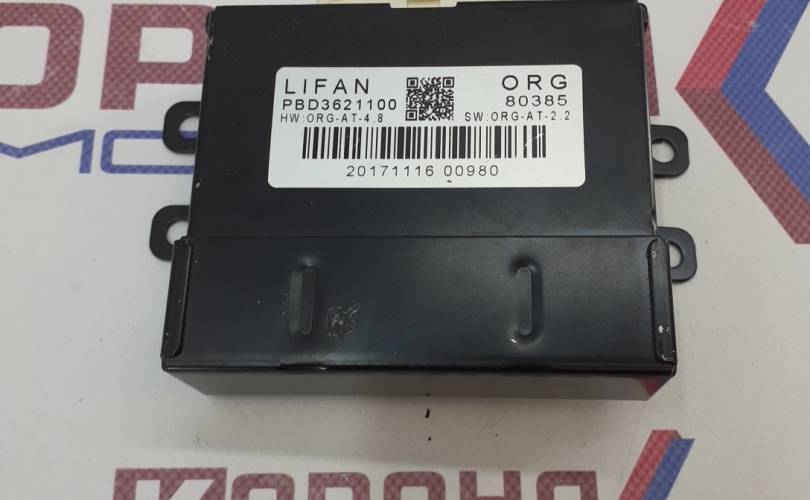 LIFAN ORG
PBD3621100 80385
HW:ORG-AT-4.8 SW:ORG-AT-2.2
20171116 00980